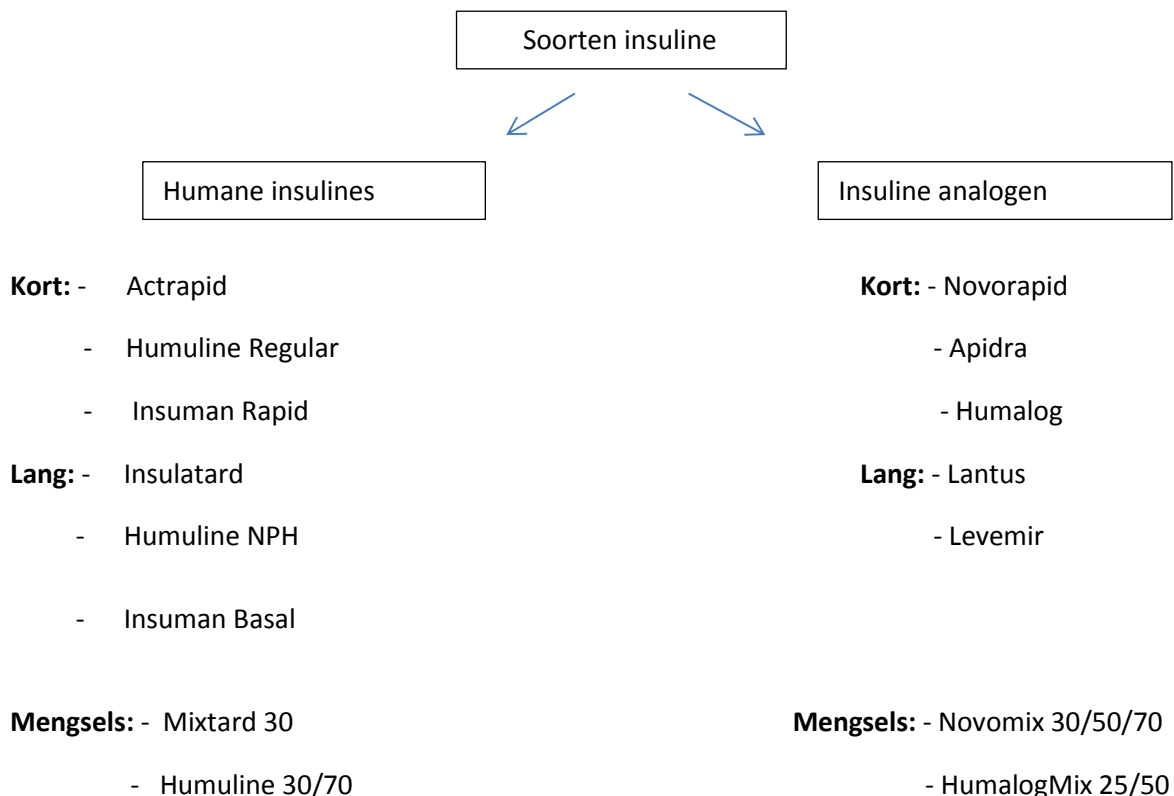 Soorten insuline
Humane insulines
Insuline analogen
Kort: - Actrapid
- Humuline Regular
- Insuman Rapid
Lang: - Insulatard
- Humuline NPH
- Insuman Basal
Mengsels: - Mixtard 30
- Humuline 30/70
Kort: - Novorapid
- Apidra
- Humalog
Lang: - Lantus
- Levemir
Mengsels: - Novomix 30/50/70
- HumalogMix 25/50